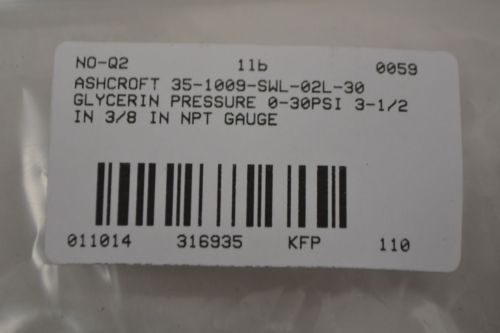 NO-Q2 1lb 0059
ASHCROFT 35-1009-SWL-02L-30
GLYCERIN PRESSURE 0-30PSI 3-1/2
IN 3/8 IN NPT GAUGE
011014 316935 KFP 110